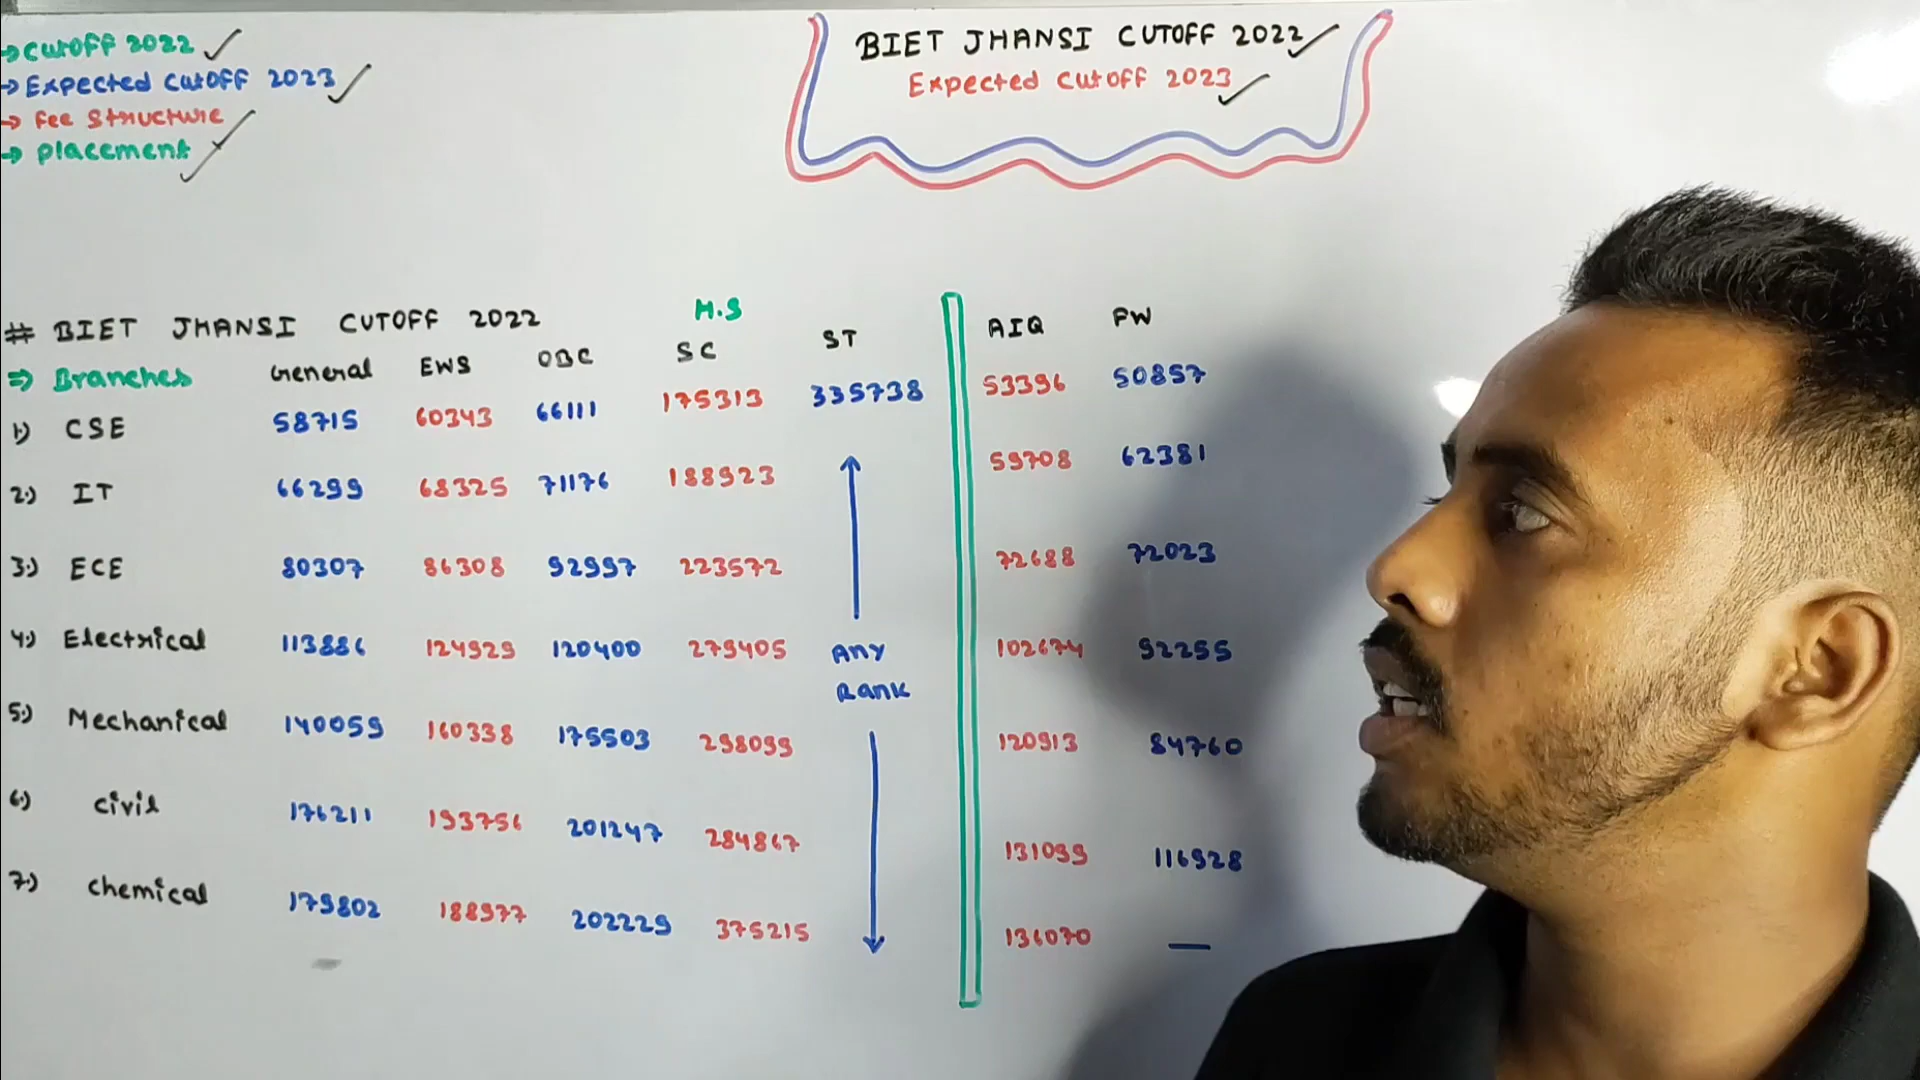 → Cutoff 2022 ✓
→ Expected Cutoff 2023 ✓
→ Fee Structure
→ Placement
BIET JHANSI CUTOFF 2022 ✓
Expected Cutoff 2023 ✓
# BIET JHANSI CUTOFF 2022 H.S
⇒ Branches General EWS OBC SC ST AIQ FW
1) CSE 58715 60343 66111 175313 335738 53396 50857
2) IT 66299 68325 71176 188923 59708 62381
3) ECE 80307 86308 92997 223572 72688 72023
4) Electrical 113886 124929 120400 279405 ANY 102674 92255
Rank
5) Mechanical 140059 160338 175503 298099 120913 84760
6) Civil 176211 193756 201247 284867 131099 116928
7) Chemical 179802 188977 202229 375215 136070 —